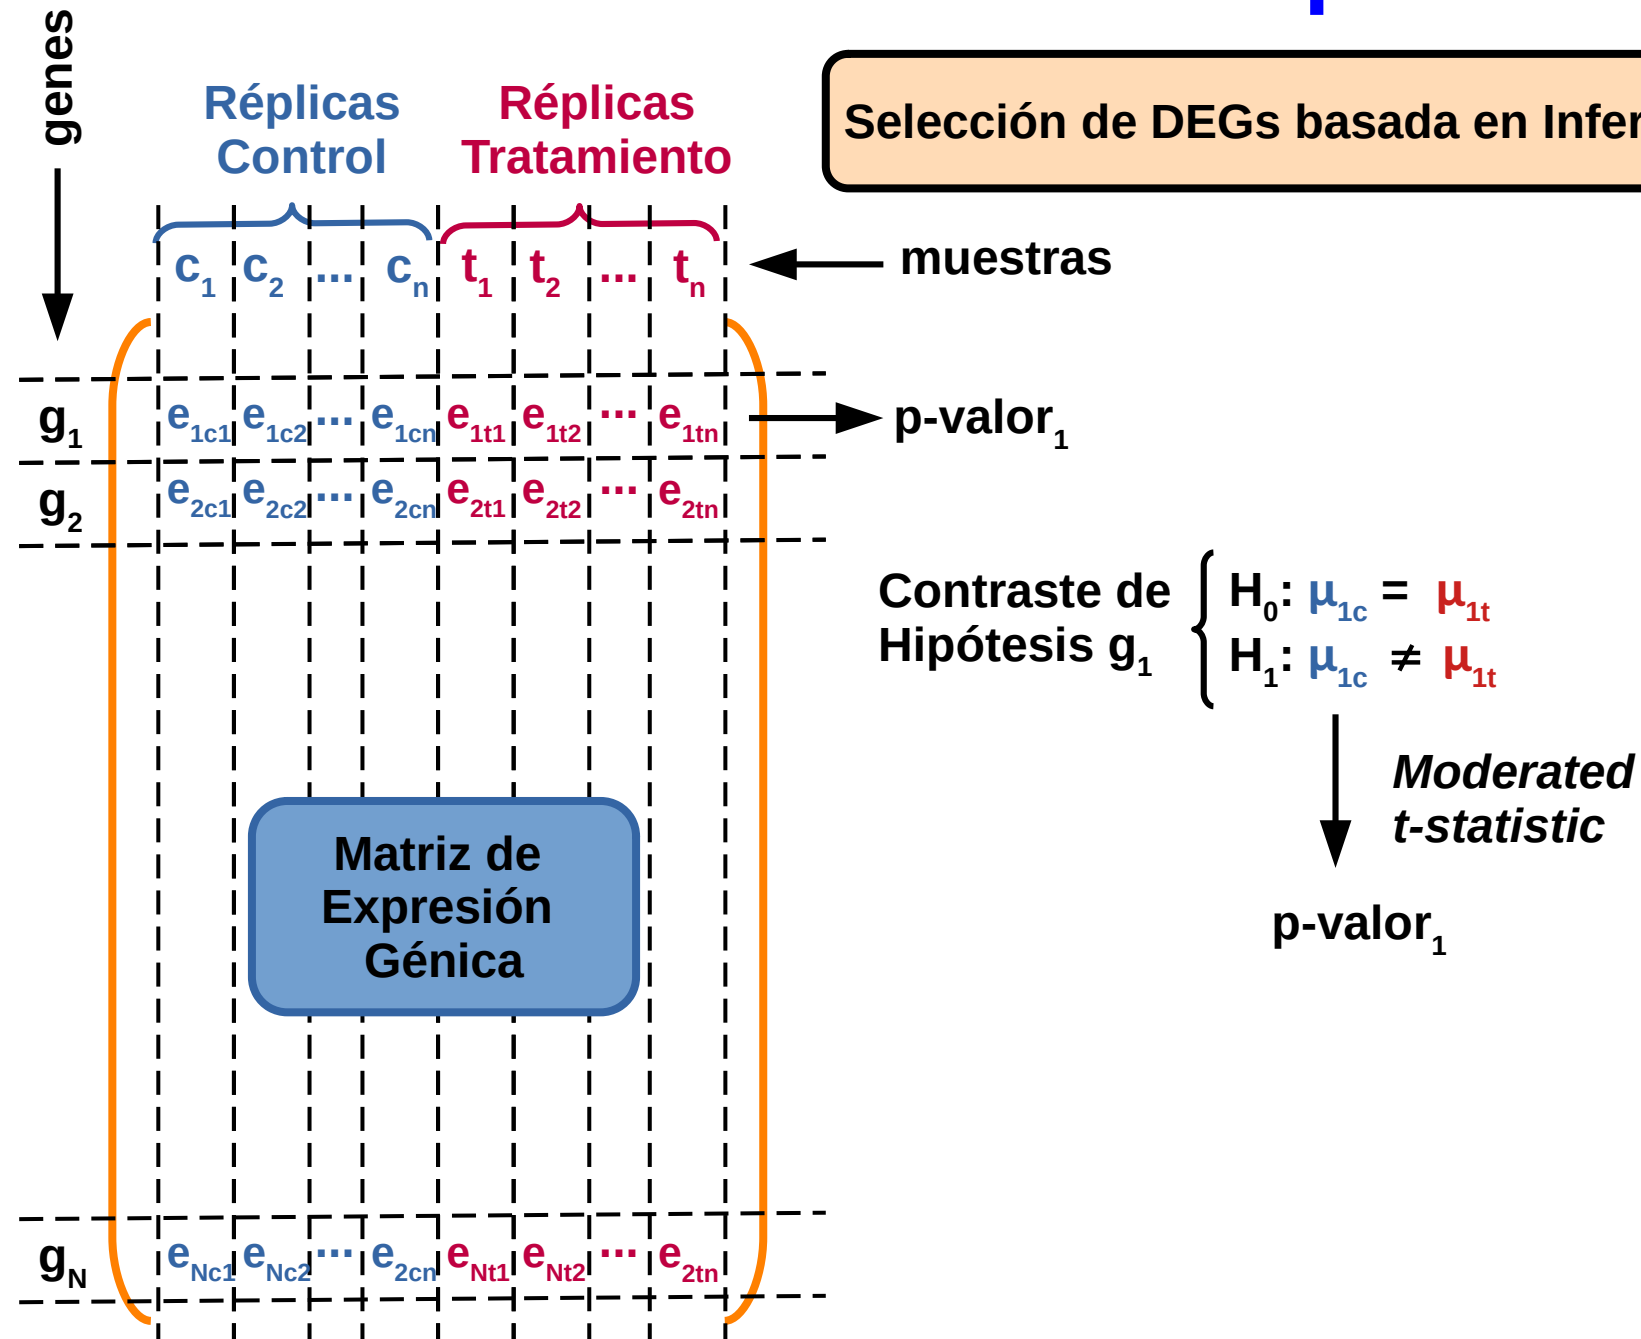 genes
Réplicas
Control
Réplicas
Tratamiento
Selección de DEGs basada en
c1 c2 ... cn t1 t2 ... tn
muestras
g1 e1c1 e1c2 ... e1cn e1t1 e1t2 ... e1tn
p-valor1
g2 e2c1 e2c2 ... e2cn e2t1 e2t2 ... e2tn
Contraste de
Hipótesis g1
H0: μ1c = μ1t
H1: μ1c ≠ μ1t
Moderated
t-statistic
p-valor1
Matriz de
Expresión
Génica
gN eNc1 eNc2 ... e2cn eNt1 eNt2 ... e2tn